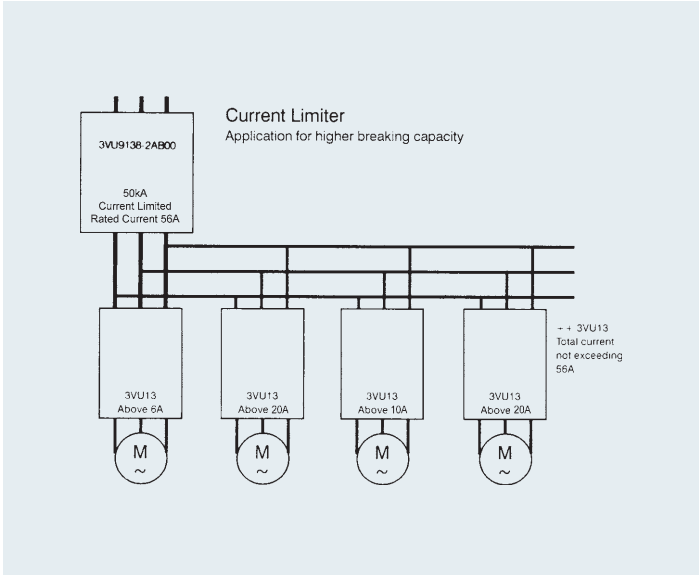 Current Limiter
Application for higher breaking capacity
3VU9138-2AB00
50kA
Current Limited
Rated Current 56A
3VU13
Above 6A
3VU13
Above 20A
3VU13
Above 10A
3VU13
Above 20A
+ + 3VU13
Total current
not exceeding
56A
M
~
M
~
M
~
M
~